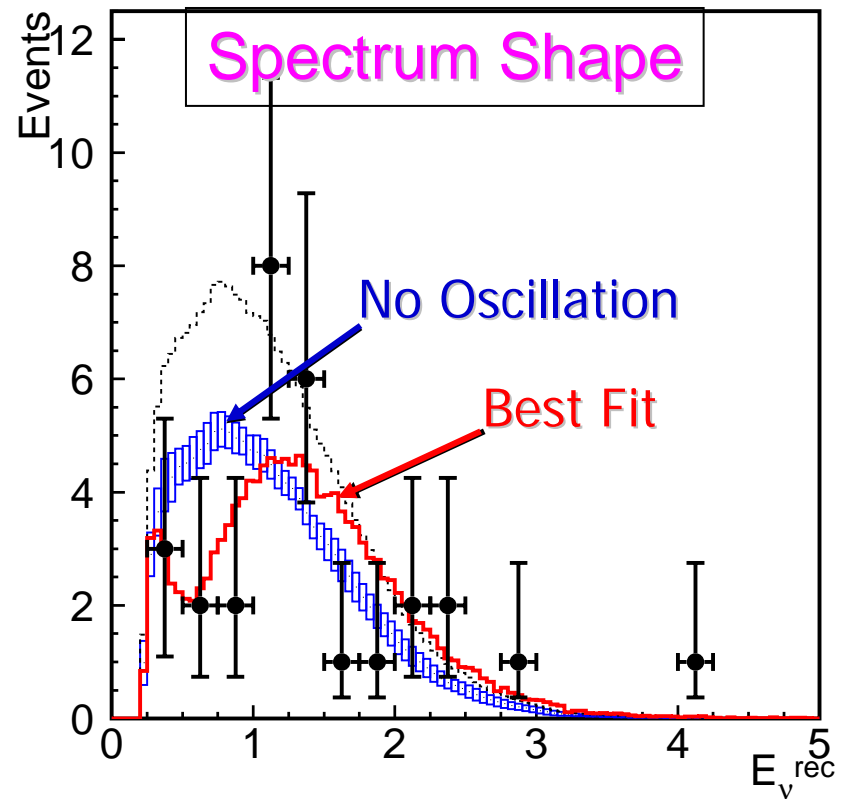 Spectrum Shape
Events
12
10
8
6
4
2
0
No Oscillation
Best Fit
0 1 2 3 4 5
Eν rec